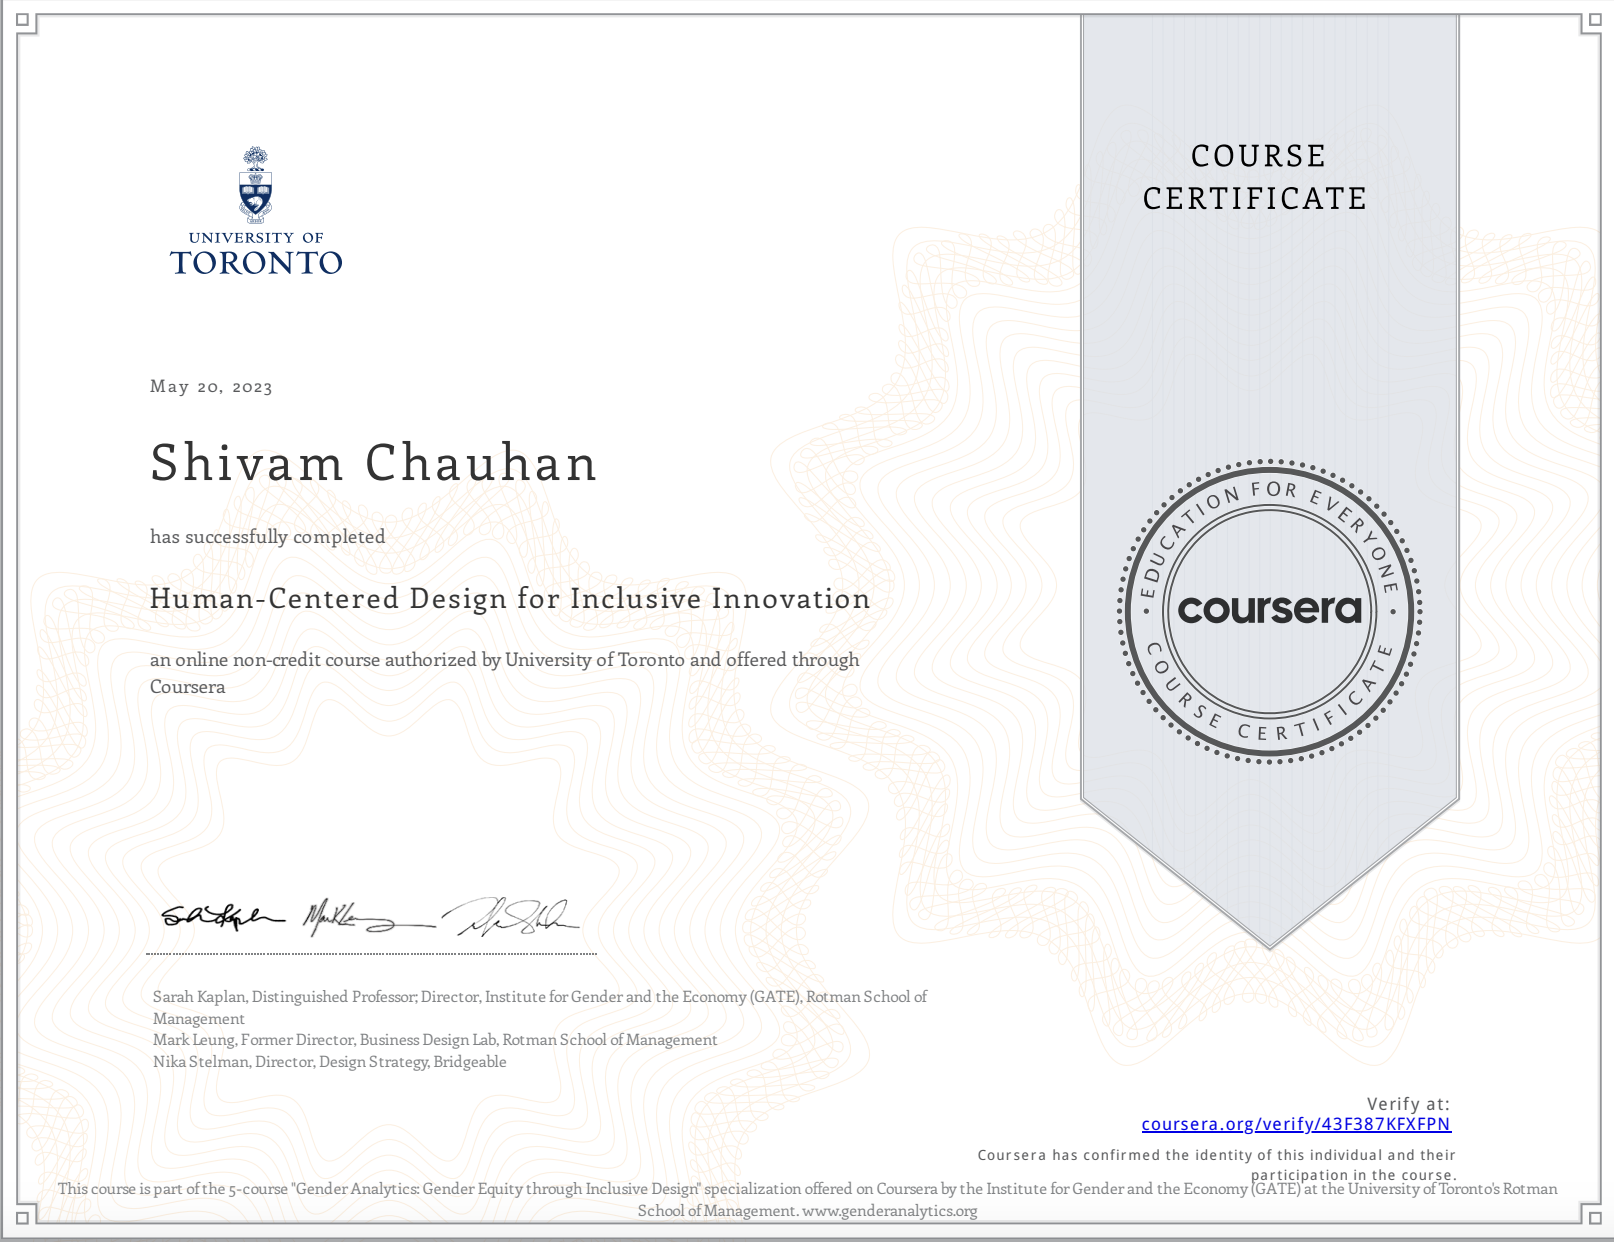 UNIVERSITY OF
TORONTO
COURSE
CERTIFICATE
May 20, 2023
Shivam Chauhan
has successfully completed
Human-Centered Design for Inclusive Innovation
an online non-credit course authorized by University of Toronto and offered through
Coursera
EDUCATION FOR EVERYONE
coursera
COURSE CERTIFICATE
Sarah Kaplan, Distinguished Professor; Director, Institute for Gender and the Economy (GATE), Rotman School of
Management
Mark Leung, Former Director, Business Design Lab, Rotman School of Management
Nika Stelman, Director, Design Strategy, Bridgeable
Verify at:
coursera.org/verify/43F387KFXFPN
Coursera has confirmed the identity of this individual and their
participation in the course.
This course is part of the 5-course "Gender Analytics: Gender Equity through Inclusive Design" specialization offered on Coursera by the Institute for Gender and the Economy (GATE) at the University of Toronto's Rotman
School of Management. www.genderanalytics.org